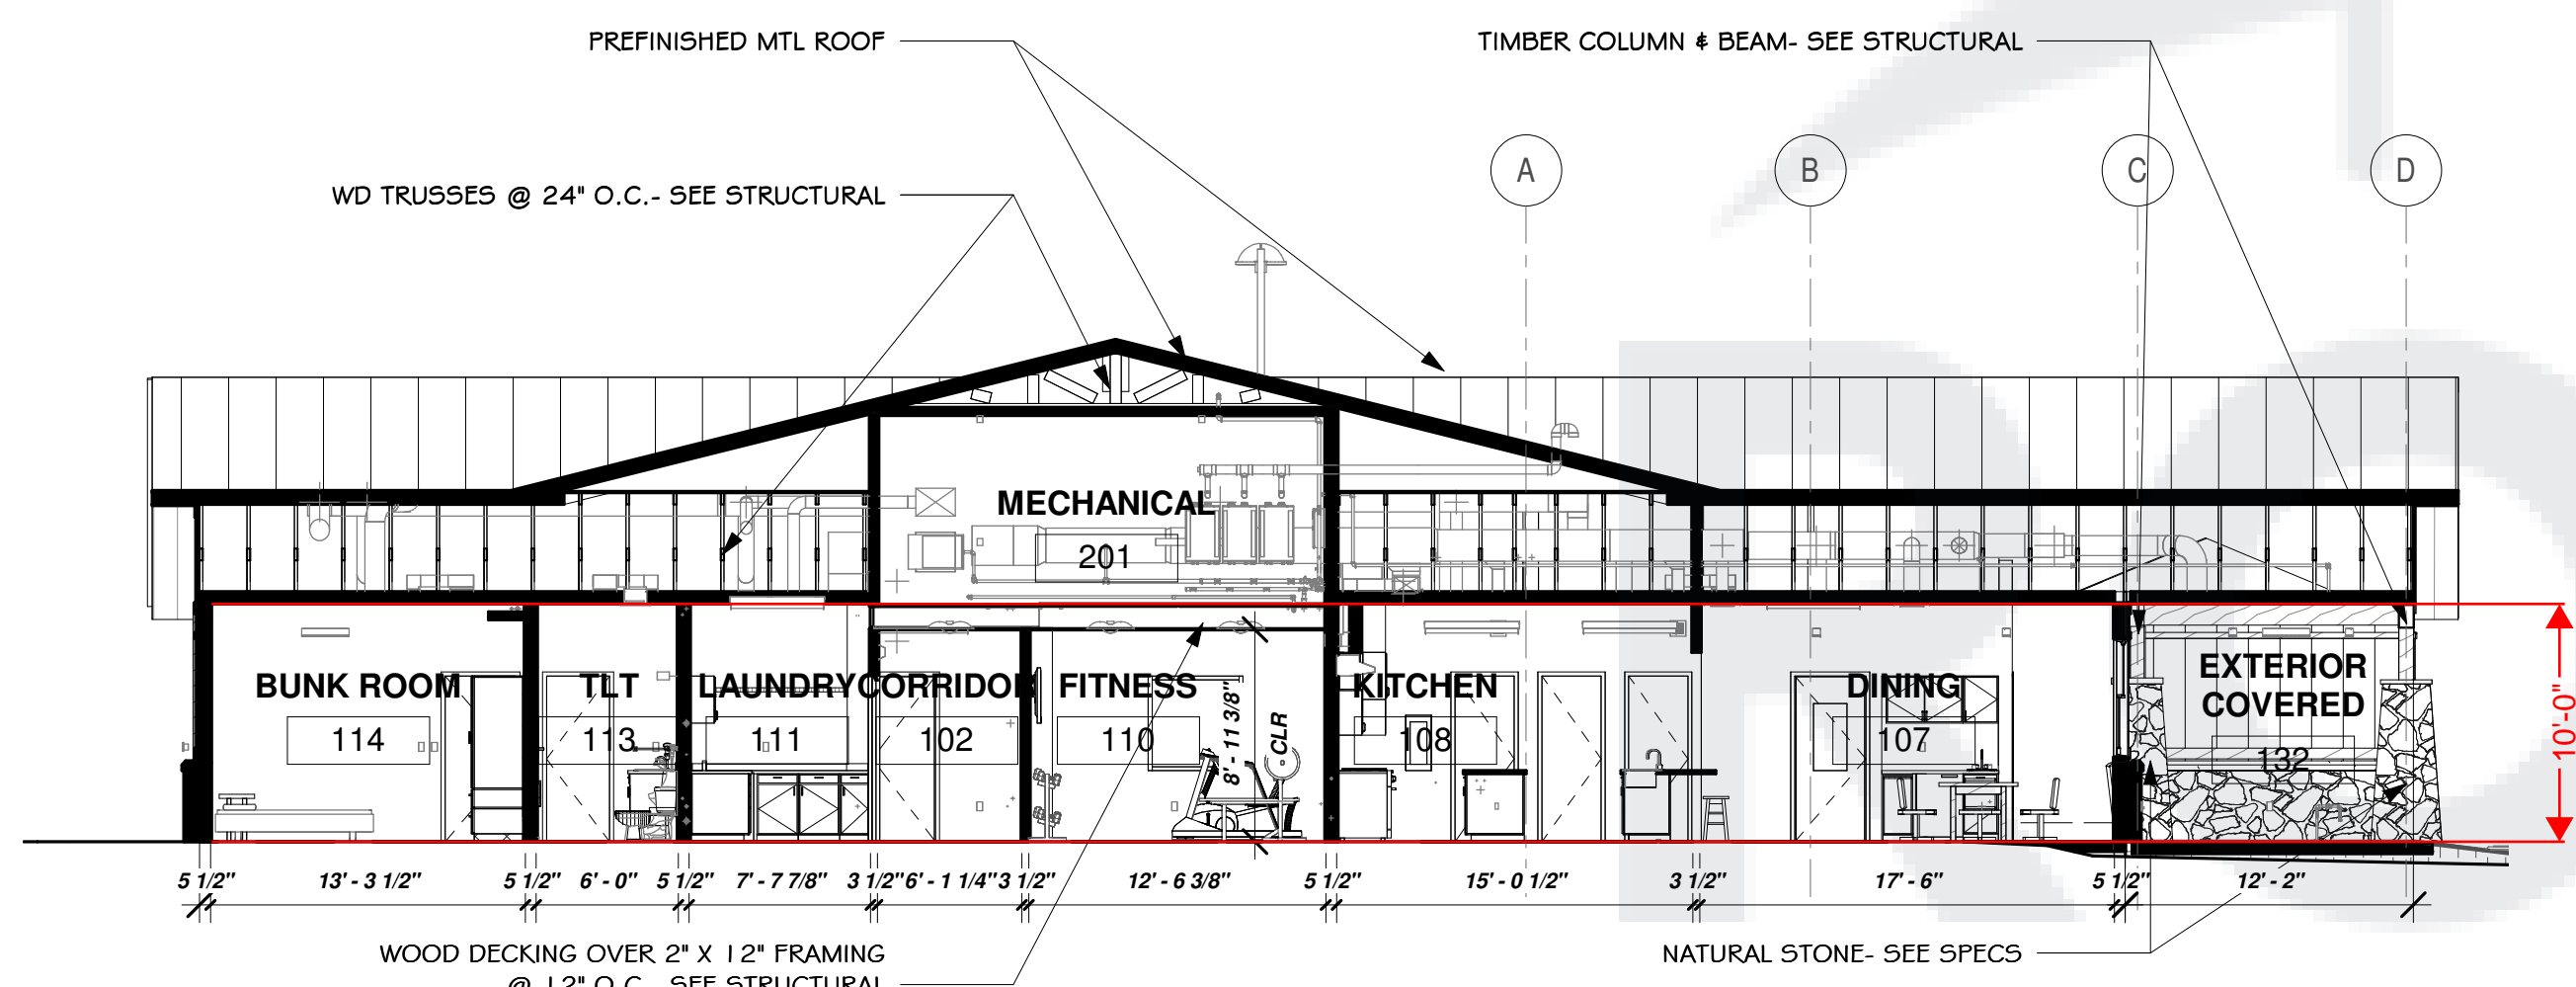 PREFINISHED MTL ROOF
TIMBER COLUMN & BEAM- SEE STRUCTURAL
A
B
C
D
WD TRUSSES @ 24" O.C.- SEE STRUCTURAL
MECHANICAL
201
BUNK ROOM
114
TLT
113
LAUNDRY
111
CORRIDOR
102
FITNESS
110
8' - 11 3/8"
CLR
KITCHEN
108
DINING
107
EXTERIOR
COVERED
132
10'-0"
5 1/2"
13' - 3 1/2"
5 1/2"
6' - 0"
5 1/2"
7' - 7 7/8"
3 1/2"
6' - 1 1/4"
3 1/2"
12' - 6 3/8"
5 1/2"
15' - 0 1/2"
3 1/2"
17' - 6"
5 1/2"
12' - 2"
WOOD DECKING OVER 2" X 12" FRAMING
@ 12" O.C.- SEE STRUCTURAL
NATURAL STONE- SEE SPECS